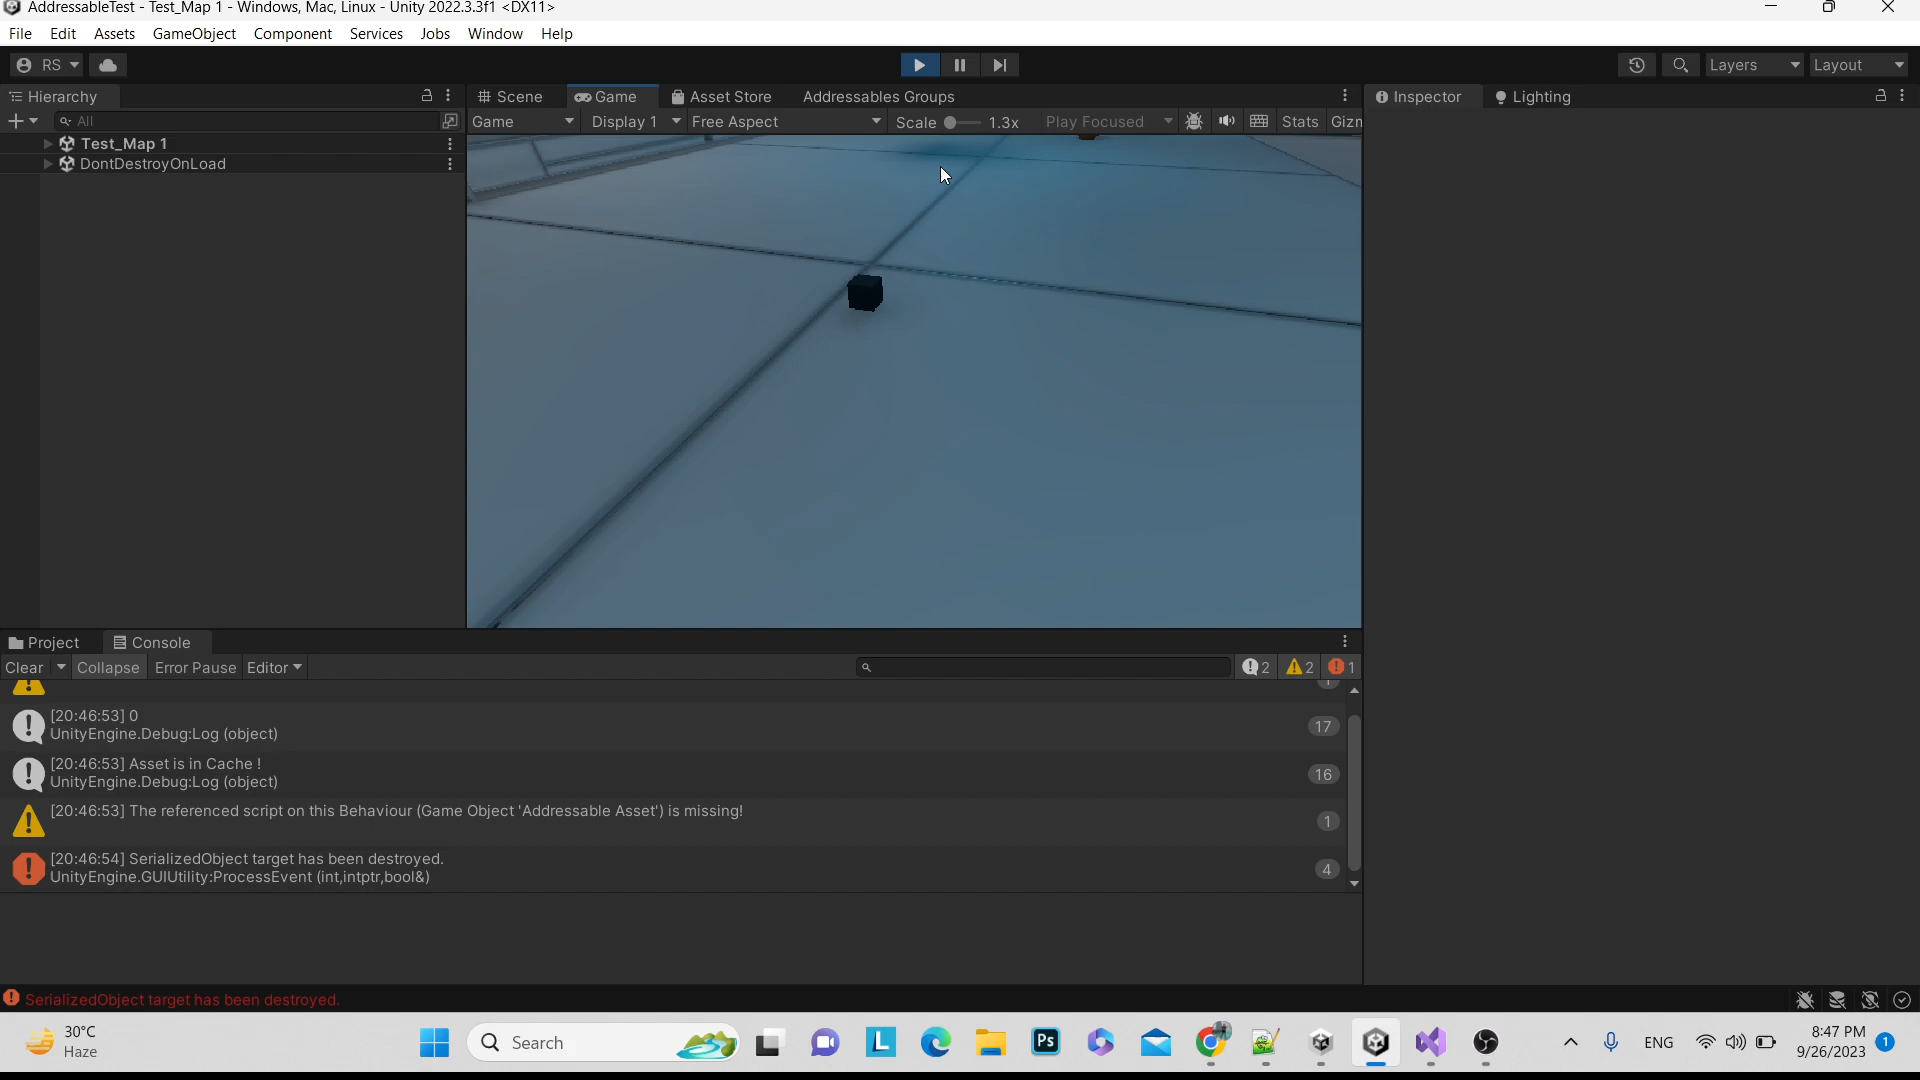 AddressableTest - Test_Map 1 - Windows, Mac, Linux - Unity 2022.3.3f1 <DX11>
File Edit Assets GameObject Component Services Jobs Window Help
RS Layers Layout
Hierarchy Scene Game Asset Store Addressables Groups Inspector Lighting
All Game Display 1 Free Aspect Scale 1.3x Play Focused Stats Gizn
Test_Map 1
DontDestroyOnLoad
Project Console
Clear Collapse Error Pause Editor 2 2 1
1
[20:46:53] 0
UnityEngine.Debug:Log (object)
17
[20:46:53] Asset is in Cache !
UnityEngine.Debug:Log (object)
16
[20:46:53] The referenced script on this Behaviour (Game Object 'Addressable Asset') is missing!
1
[20:46:54] SerializedObject target has been destroyed.
UnityEngine.GUIUtility:ProcessEvent (int,intptr,bool&)
4
SerializedObject target has been destroyed.
30°C
Haze
Search
L
Ps
ENG
8:47 PM
9/26/2023
1